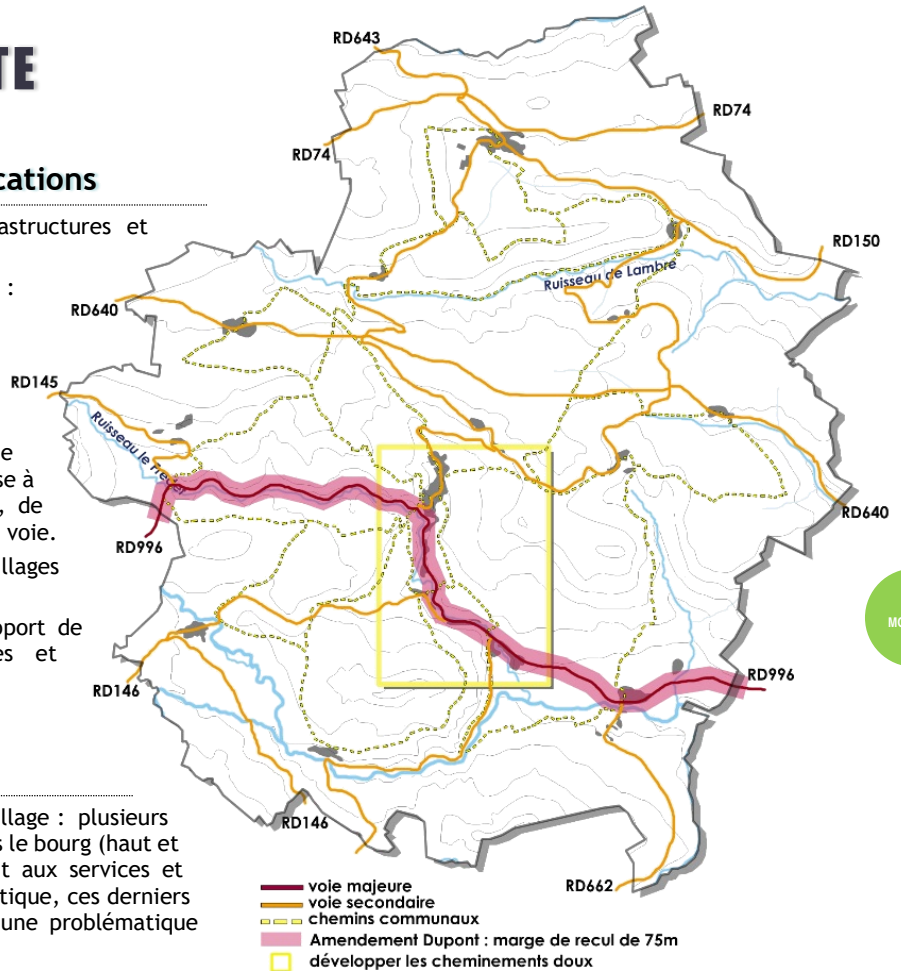 TE
cations
astructures et
:
e
se à
, de
voie.
llages
pport de
es et
llage : plusieurs
s le bourg (haut et
t aux services et
tique, ces derniers
une problématique
RD643
RD74
RD74
RD150
Ruisseau de Lambre
RD640
RD145
Ruisseau le
RD996
RD640
RD146
RD996
RD146
RD662
MO
voie majeure
voie secondaire
chemins communaux
Amendement Dupont : marge de recul de 75m
développer les cheminements doux